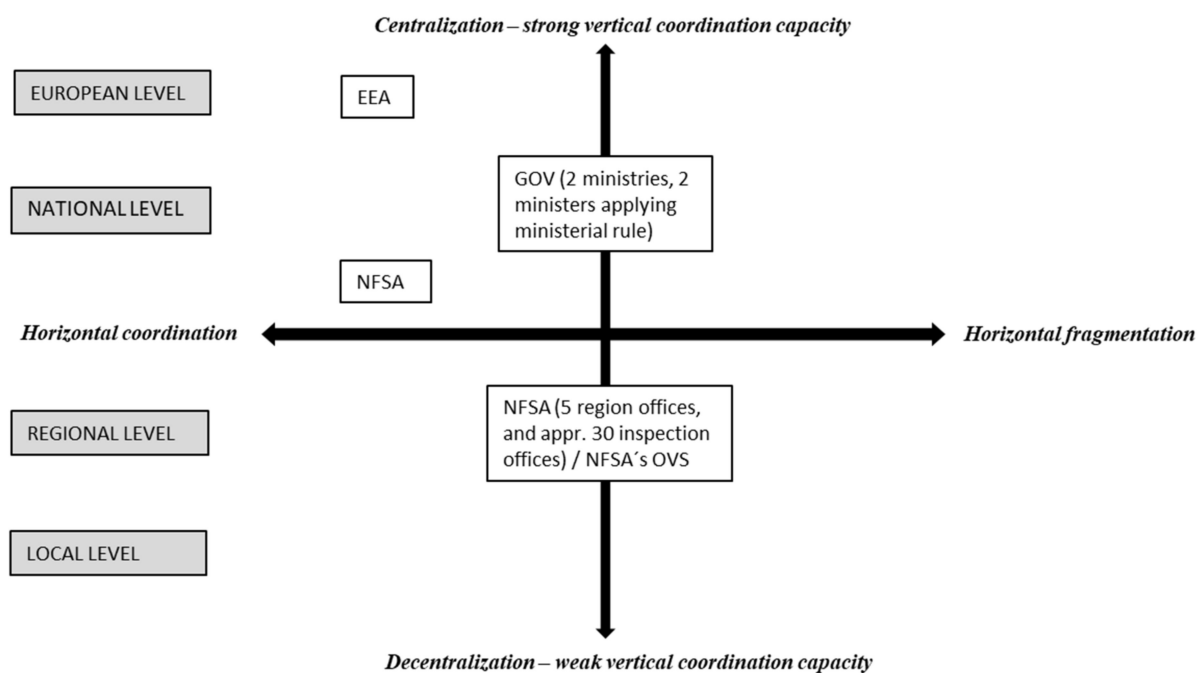 Centralization – strong vertical coordination capacity
EUROPEAN LEVEL
EEA
NATIONAL LEVEL
GOV (2 ministries, 2
ministers applying
ministerial rule)
NFSA
Horizontal coordination
Horizontal fragmentation
REGIONAL LEVEL
NFSA (5 region offices,
and appr. 30 inspection
offices) / NFSA´s OVS
LOCAL LEVEL
Decentralization – weak vertical coordination capacity